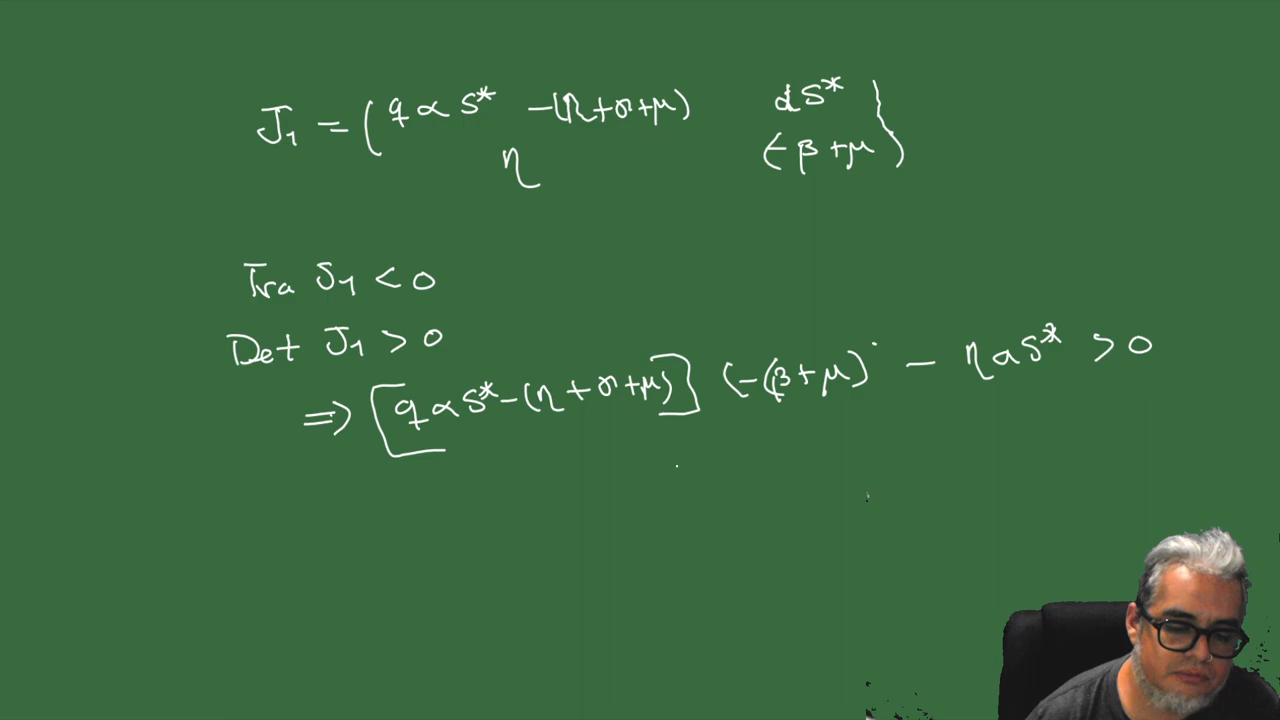 J₁ = ( qαS* -(η+σ+μ) αS*
η (-β+μ) )
Tra J₁ < 0
Det J₁ > 0
⇒ [qαS*-(η+σ+μ)] (-(β+μ) - ηαS* > 0